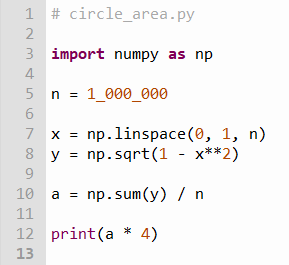 1 # circle_area.py
2
3 import numpy as np
4
5 n = 1_000_000
6
7 x = np.linspace(0, 1, n)
8 y = np.sqrt(1 - x**2)
9
10 a = np.sum(y) / n
11
12 print(a * 4)
13